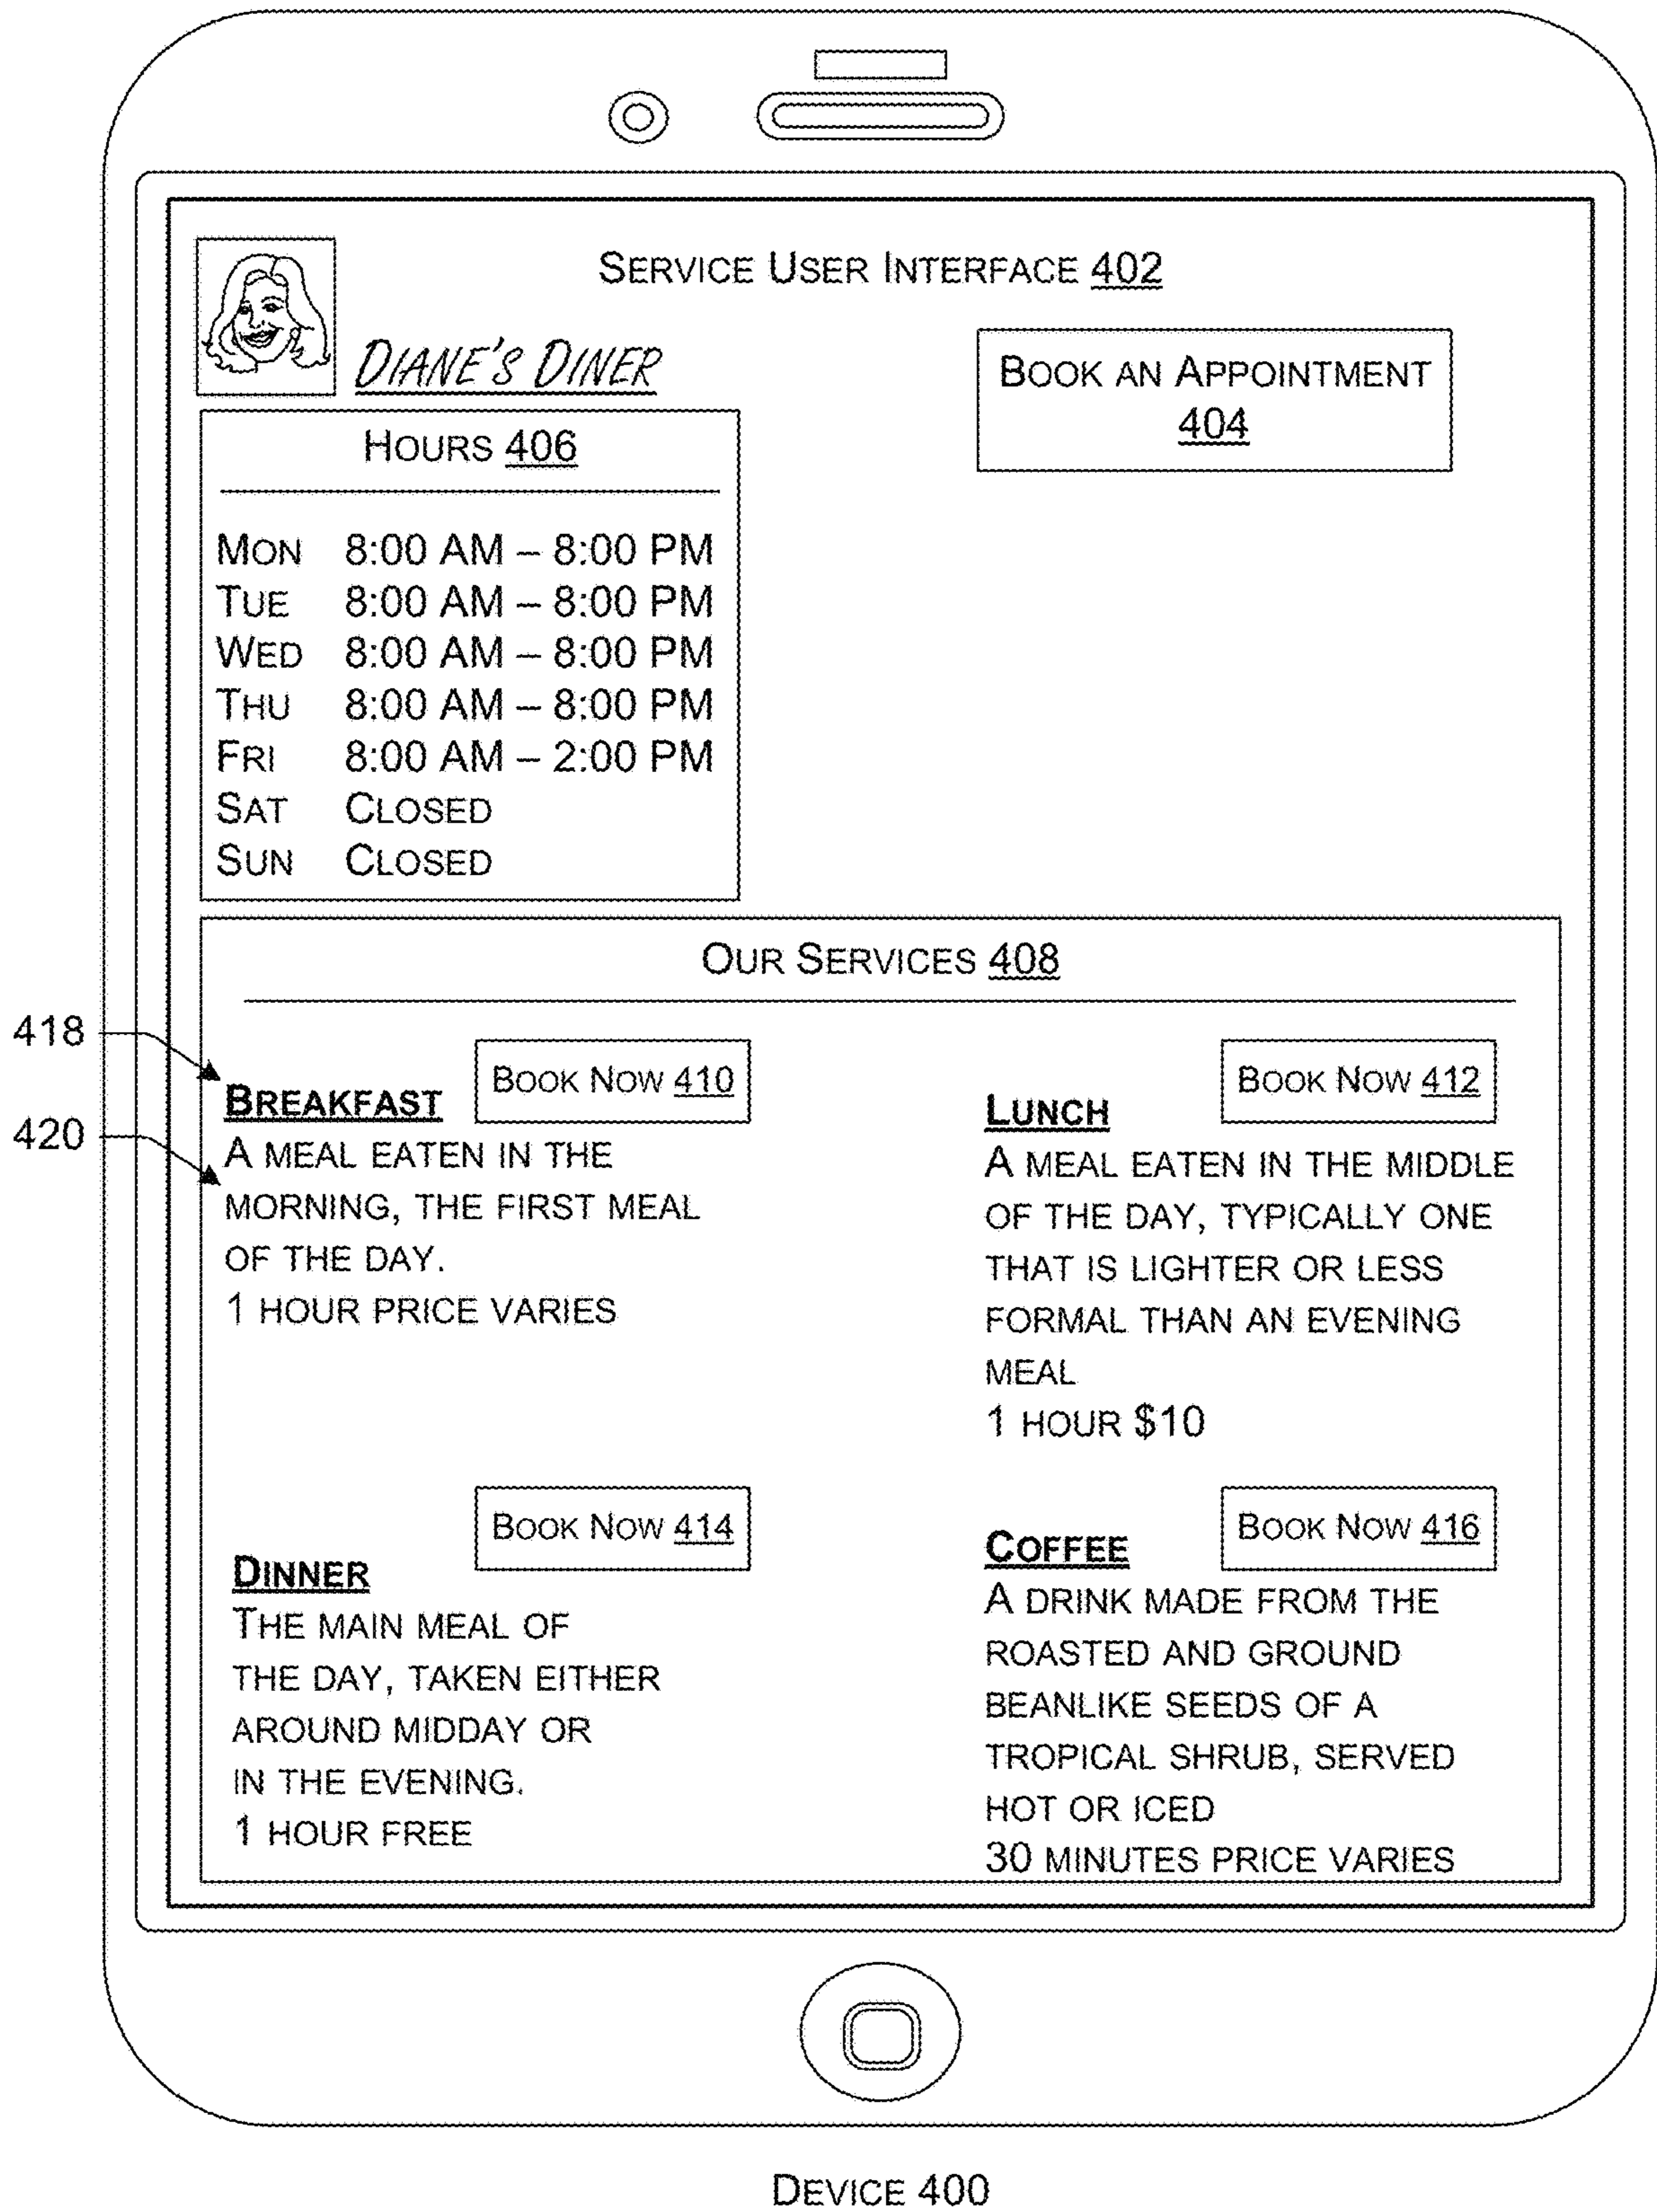 SERVICE USER INTERFACE 402
DIANE'S DINER
BOOK AN APPOINTMENT
404
HOURS 406
MON 8:00 AM – 8:00 PM
TUE 8:00 AM – 8:00 PM
WED 8:00 AM – 8:00 PM
THU 8:00 AM – 8:00 PM
FRI 8:00 AM – 2:00 PM
SAT CLOSED
SUN CLOSED
OUR SERVICES 408
418
BOOK NOW 410
BREAKFAST
420
A MEAL EATEN IN THE
MORNING, THE FIRST MEAL
OF THE DAY.
1 HOUR PRICE VARIES
BOOK NOW 412
LUNCH
A MEAL EATEN IN THE MIDDLE
OF THE DAY, TYPICALLY ONE
THAT IS LIGHTER OR LESS
FORMAL THAN AN EVENING
MEAL
1 HOUR $10
BOOK NOW 414
DINNER
THE MAIN MEAL OF
THE DAY, TAKEN EITHER
AROUND MIDDAY OR
IN THE EVENING.
1 HOUR FREE
BOOK NOW 416
COFFEE
A DRINK MADE FROM THE
ROASTED AND GROUND
BEANLIKE SEEDS OF A
TROPICAL SHRUB, SERVED
HOT OR ICED
30 MINUTES PRICE VARIES
DEVICE 400